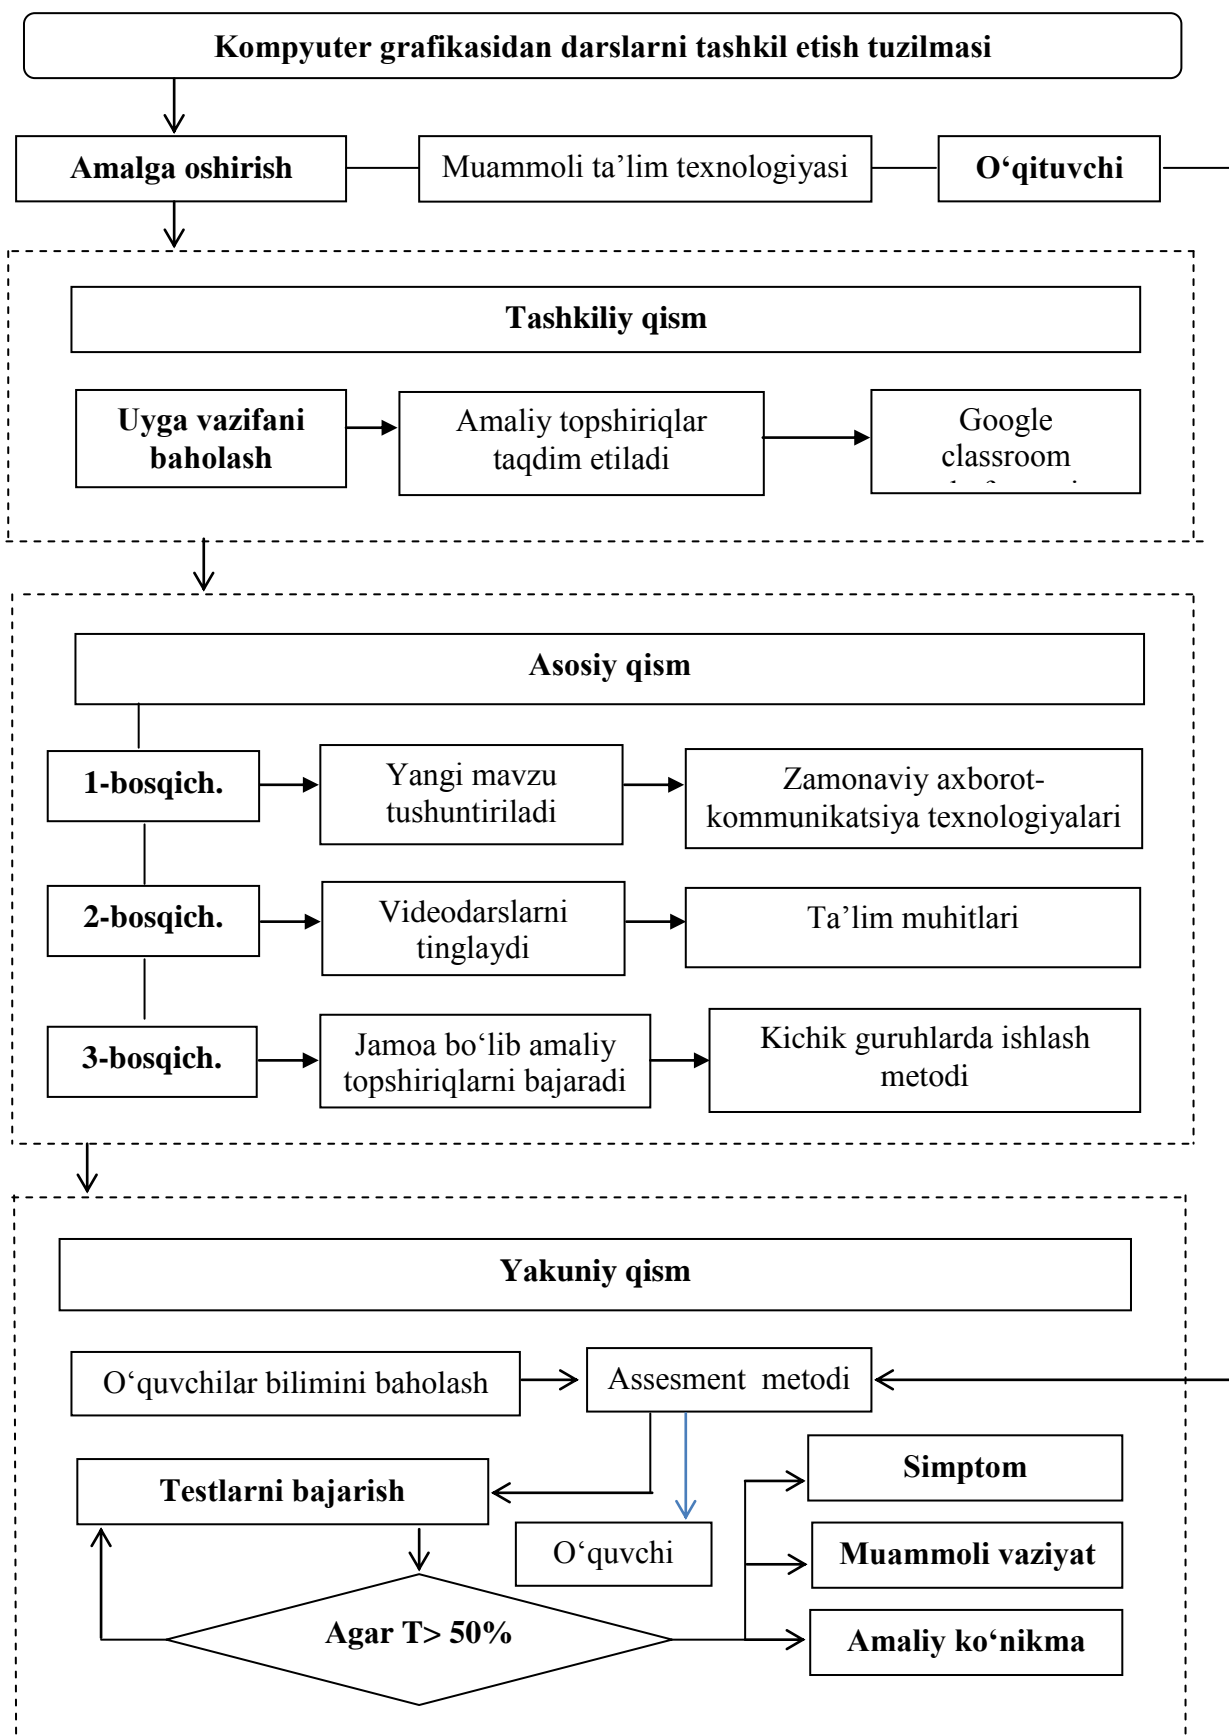 Kompyuter grafikasidan darslarni tashkil etish tuzilmasi
Amalga oshirish
Muammoli ta’lim texnologiyasi
O‘qituvchi
Tashkiliy qism
Uyga vazifani
baholash
Amaliy topshiriqlar
taqdim etiladi
Google
classroom
Asosiy qism
1-bosqich.
Yangi mavzu
tushuntiriladi
Zamonaviy axborot-
kommunikatsiya texnologiyalari
2-bosqich.
Videodarslarni
tinglaydi
Ta’lim muhitlari
3-bosqich.
Jamoa bo‘lib amaliy
topshiriqlarni bajaradi
Kichik guruhlarda ishlash
metodi
Yakuniy qism
O‘quvchilar bilimini baholash
Assesment metodi
Testlarni bajarish
Simptom
O‘quvchi
Muammoli vaziyat
Agar T> 50%
Amaliy ko‘nikma